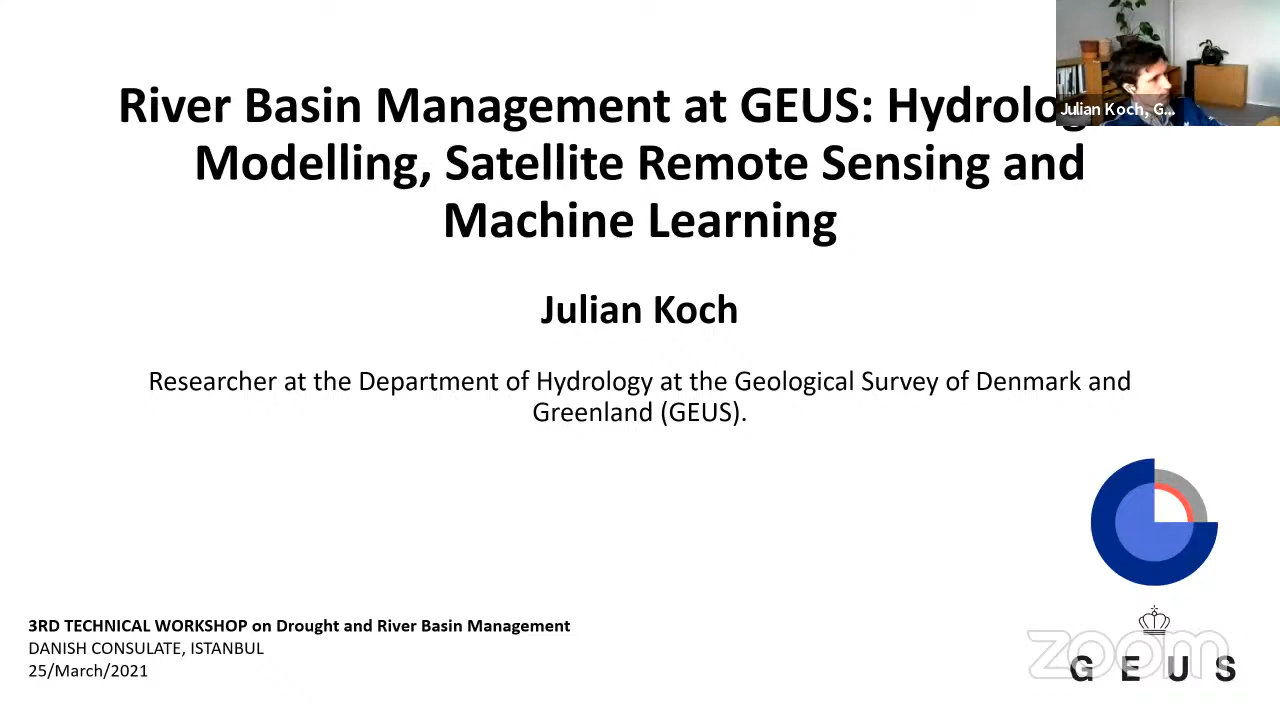 River Basin Management at GEUS: Hydrolog
Modelling, Satellite Remote Sensing and
Machine Learning
Julian Koch, G...
Julian Koch
Researcher at the Department of Hydrology at the Geological Survey of Denmark and
Greenland (GEUS).
3RD TECHNICAL WORKSHOP on Drought and River Basin Management
DANISH CONSULATE, ISTANBUL
25/March/2021
zoom
G E U S